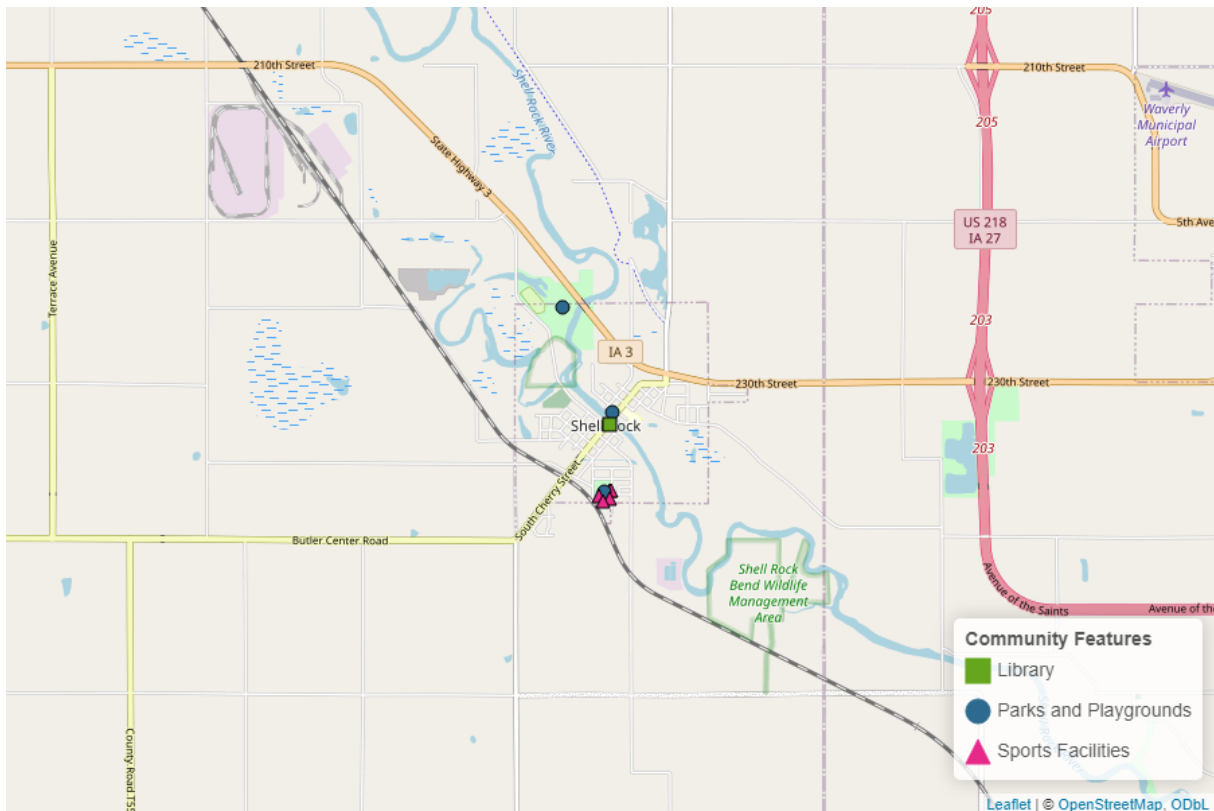 205
210th Street
210th Street
Shell Rock River
Waverly
Municipal
Airport
205
State Highway 3
US 218
IA 27
5th Ave
Terrace Avenue
203
IA 3
230th Street
230th Street
Shell Rock
203
South Cherry Street
Butler Center Road
Shell Rock
Bend Wildlife
Management
Area
Avenue of the Saints
Avenue of the
Community Features
Library
Parks and Playgrounds
Sports Facilities
County Road T55
Leaflet | © OpenStreetMap, ODbL